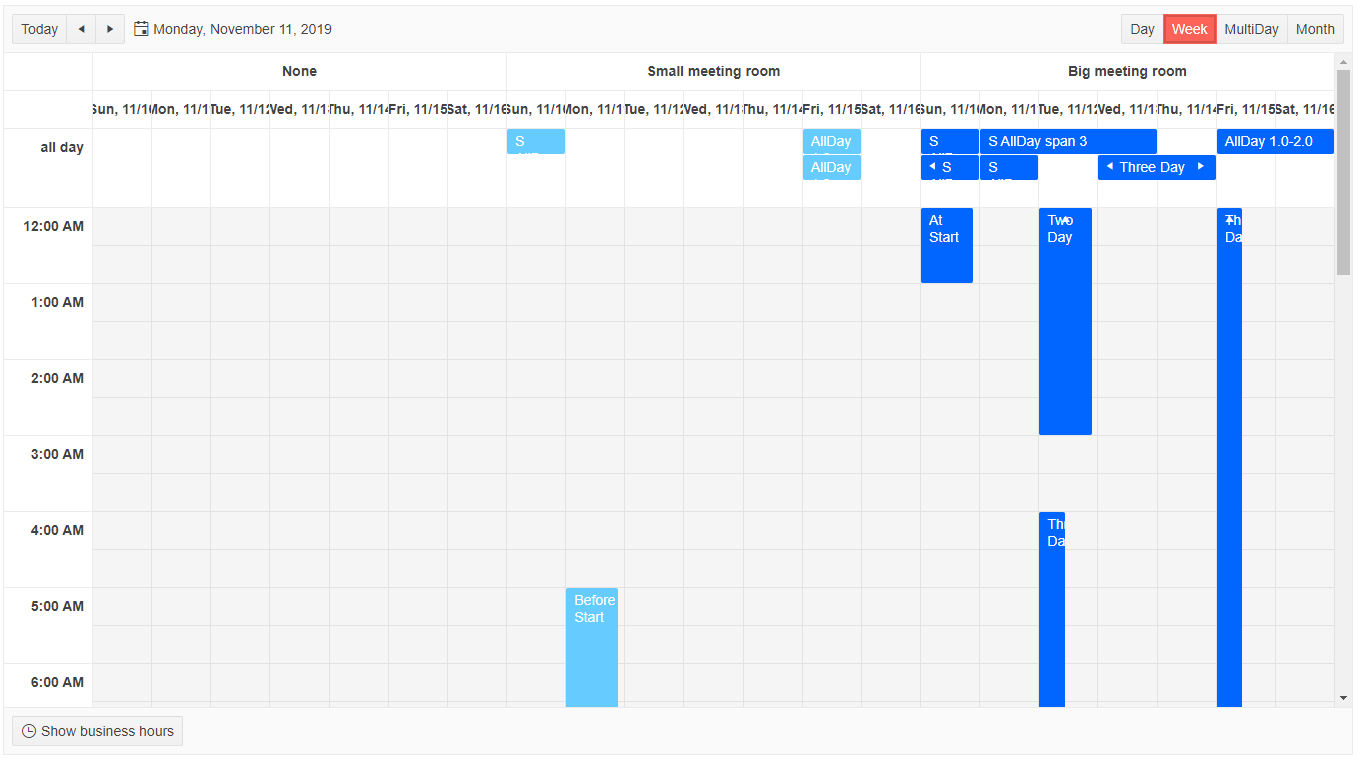 Today Monday, November 11, 2019 Day Week MultiDay Month
None Small meeting room Big meeting room
Sun, 11/10 Mon, 11/11 Tue, 11/12 Wed, 11/13 Thu, 11/14 Fri, 11/15 Sat, 11/16 Sun, 11/10 Mon, 11/11 Tue, 11/12 Wed, 11/13 Thu, 11/14 Fri, 11/15 Sat, 11/16 Sun, 11/10 Mon, 11/11 Tue, 11/12 Wed, 11/13 Thu, 11/14 Fri, 11/15 Sat, 11/16
all day
S AllDay S S AllDay span 3 AllDay 1.0-2.0
AllDay S S Three Day
12:00 AM
At Start
Two Day
Th Da
1:00 AM
2:00 AM
3:00 AM
4:00 AM
Th Da
5:00 AM
Before Start
6:00 AM
Show business hours